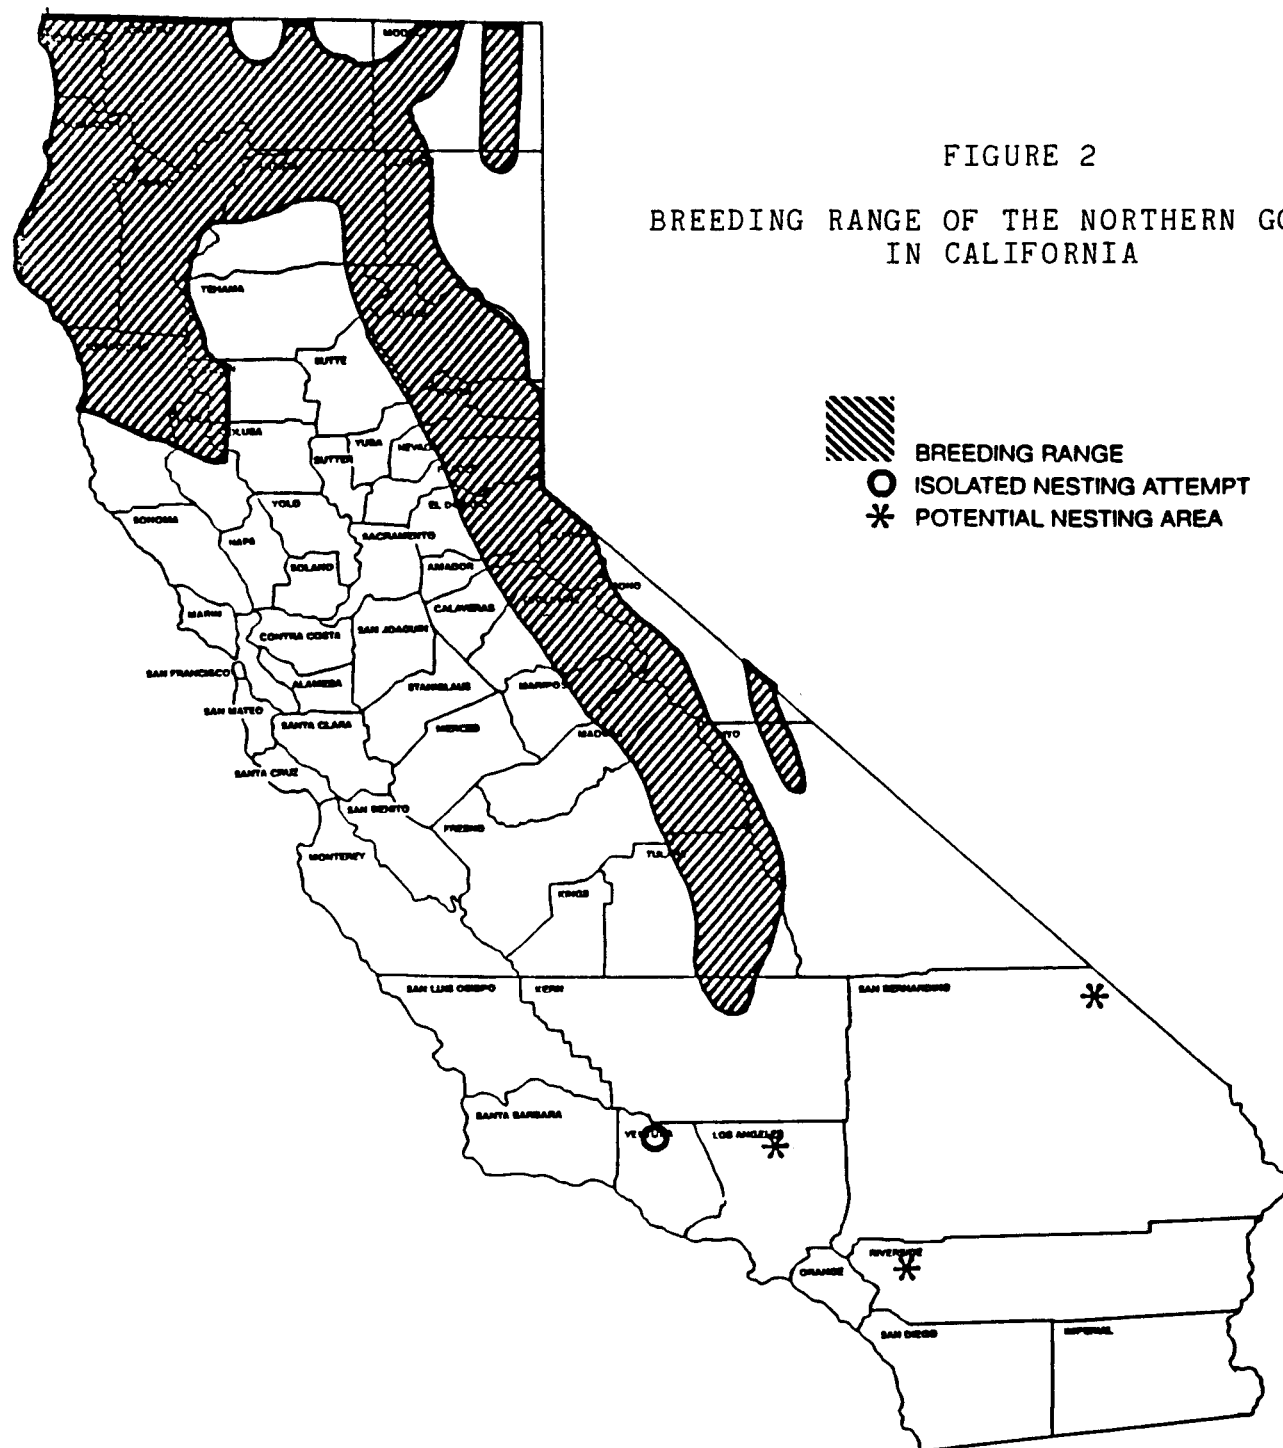 FIGURE 2
BREEDING RANGE OF THE NORTHERN GO
IN CALIFORNIA
BREEDING RANGE
ISOLATED NESTING ATTEMPT
POTENTIAL NESTING AREA
TEHAMA
BUTTE
YUBA
SUTTER
YOLO
EL DORADO
SONOMA
NAPA
SACRAMENTO
SOLANO
AMADOR
MARIN
CALAVERAS
CONTRA COSTA
SAN JOAQUIN
SAN FRANCISCO
ALAMEDA
STANISLAUS
SAN MATEO
SANTA CLARA
MERCED
SANTA CRUZ
SAN BENITO
FRESNO
MONTEREY
KINGS
SAN LUIS OBISPO
KERN
SAN BERNARDINO
SANTA BARBARA
VENTURA
LOS ANGELES
RIVERSIDE
ORANGE
SAN DIEGO
IMPERIAL